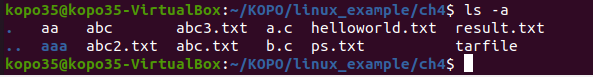 kopo35@kopo35-VirtualBox:~/KOPO/linux_example/ch4$ ls -a
. aa abc abc3.txt a.c helloworld.txt result.txt
.. aaa abc2.txt abc.txt b.c ps.txt tarfile
kopo35@kopo35-VirtualBox:~/KOPO/linux_example/ch4$